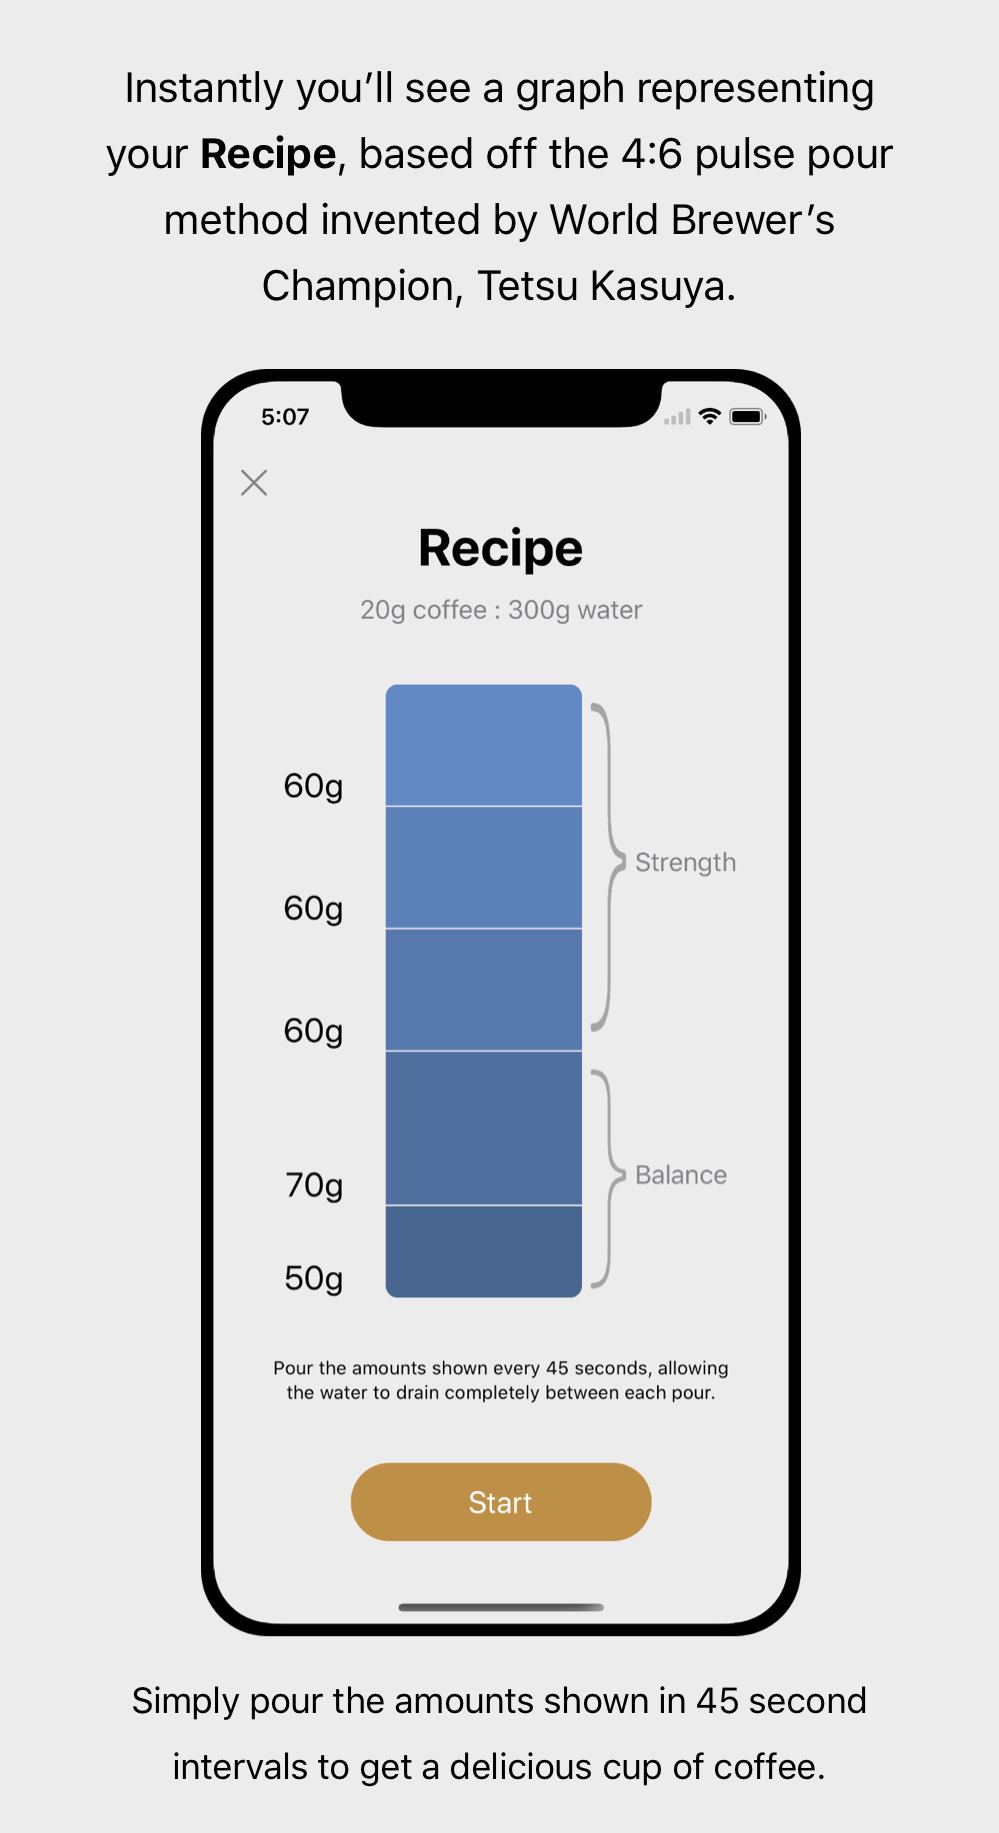 Instantly you’ll see a graph representing
your Recipe, based off the 4:6 pulse pour
method invented by World Brewer’s
Champion, Tetsu Kasuya.
5:07
Recipe
20g coffee : 300g water
60g
60g
Strength
60g
70g
Balance
50g
Pour the amounts shown every 45 seconds, allowing
the water to drain completely between each pour.
Start
Simply pour the amounts shown in 45 second
intervals to get a delicious cup of coffee.